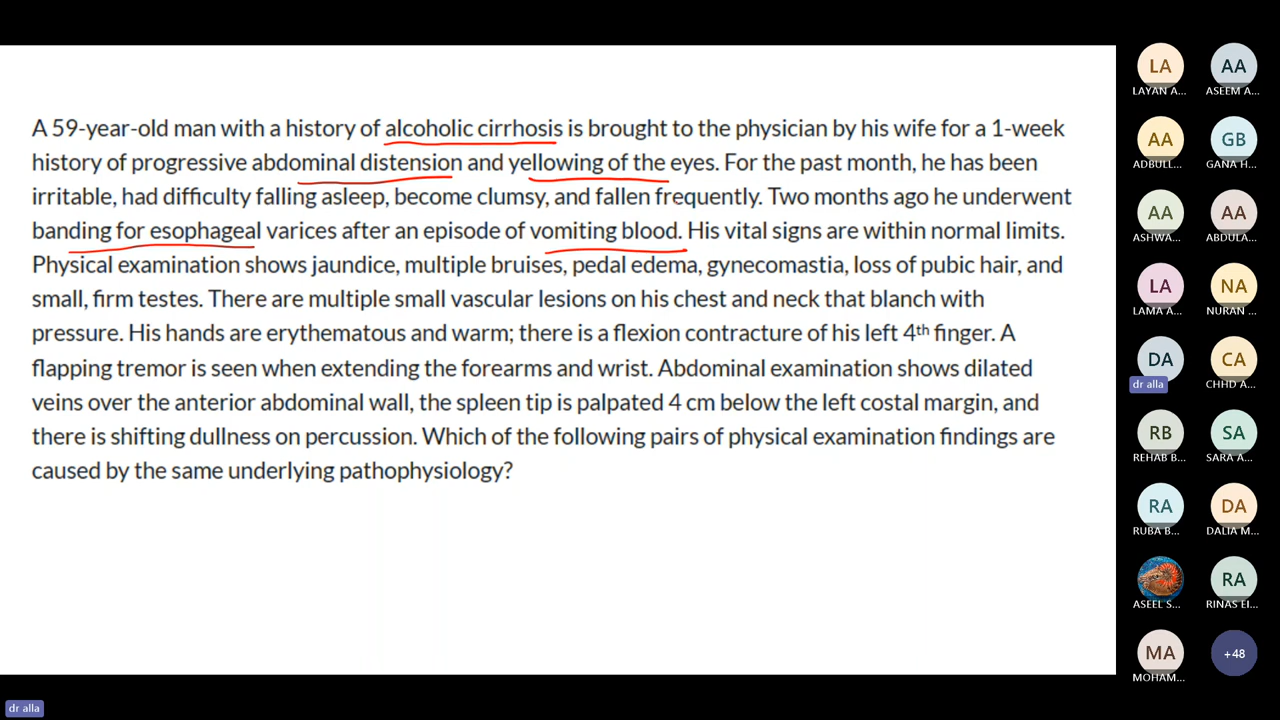 A 59-year-old man with a history of alcoholic cirrhosis is brought to the physician by his wife for a 1-week
history of progressive abdominal distension and yellowing of the eyes. For the past month, he has been
irritable, had difficulty falling asleep, become clumsy, and fallen frequently. Two months ago he underwent
banding for esophageal varices after an episode of vomiting blood. His vital signs are within normal limits.
Physical examination shows jaundice, multiple bruises, pedal edema, gynecomastia, loss of pubic hair, and
small, firm testes. There are multiple small vascular lesions on his chest and neck that blanch with
pressure. His hands are erythematous and warm; there is a flexion contracture of his left 4th finger. A
flapping tremor is seen when extending the forearms and wrist. Abdominal examination shows dilated
veins over the anterior abdominal wall, the spleen tip is palpated 4 cm below the left costal margin, and
there is shifting dullness on percussion. Which of the following pairs of physical examination findings are
caused by the same underlying pathophysiology?
LA AA
LAYAN A... ASEEM A...
AA GB
ADBULL... GANA H...
AA AA
ASHWA... ABDULA...
LA NA
LAMA A... NURAN ...
DA CA
dr alla CHHD A...
RB SA
REHAB B... SARA A...
RA DA
RUBA B... DALIA M...
RA
ASEEL S... RINAS EI...
MA +48
MOHAM...
dr alla